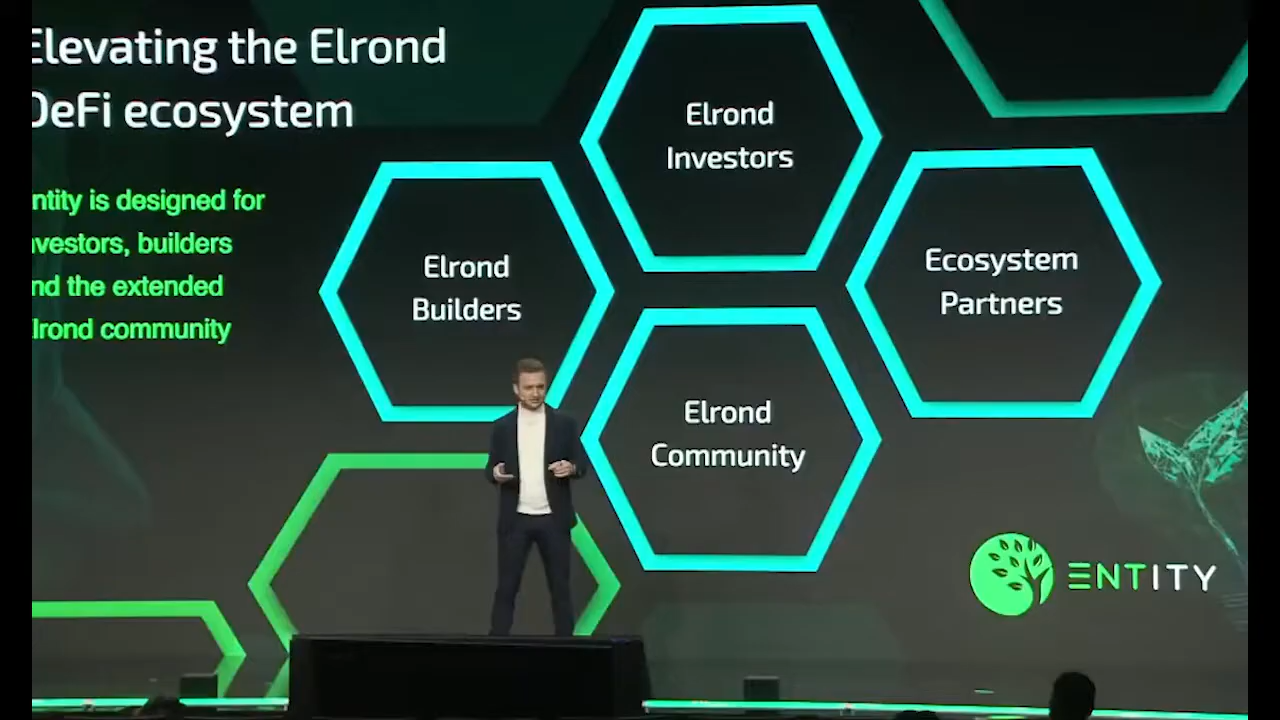 Elevating the Elrond
DeFi ecosystem
ntity is designed for
nvestors, builders
nd the extended
lrond community
Elrond
Investors
Elrond
Builders
Ecosystem
Partners
Elrond
Community
ENTITY